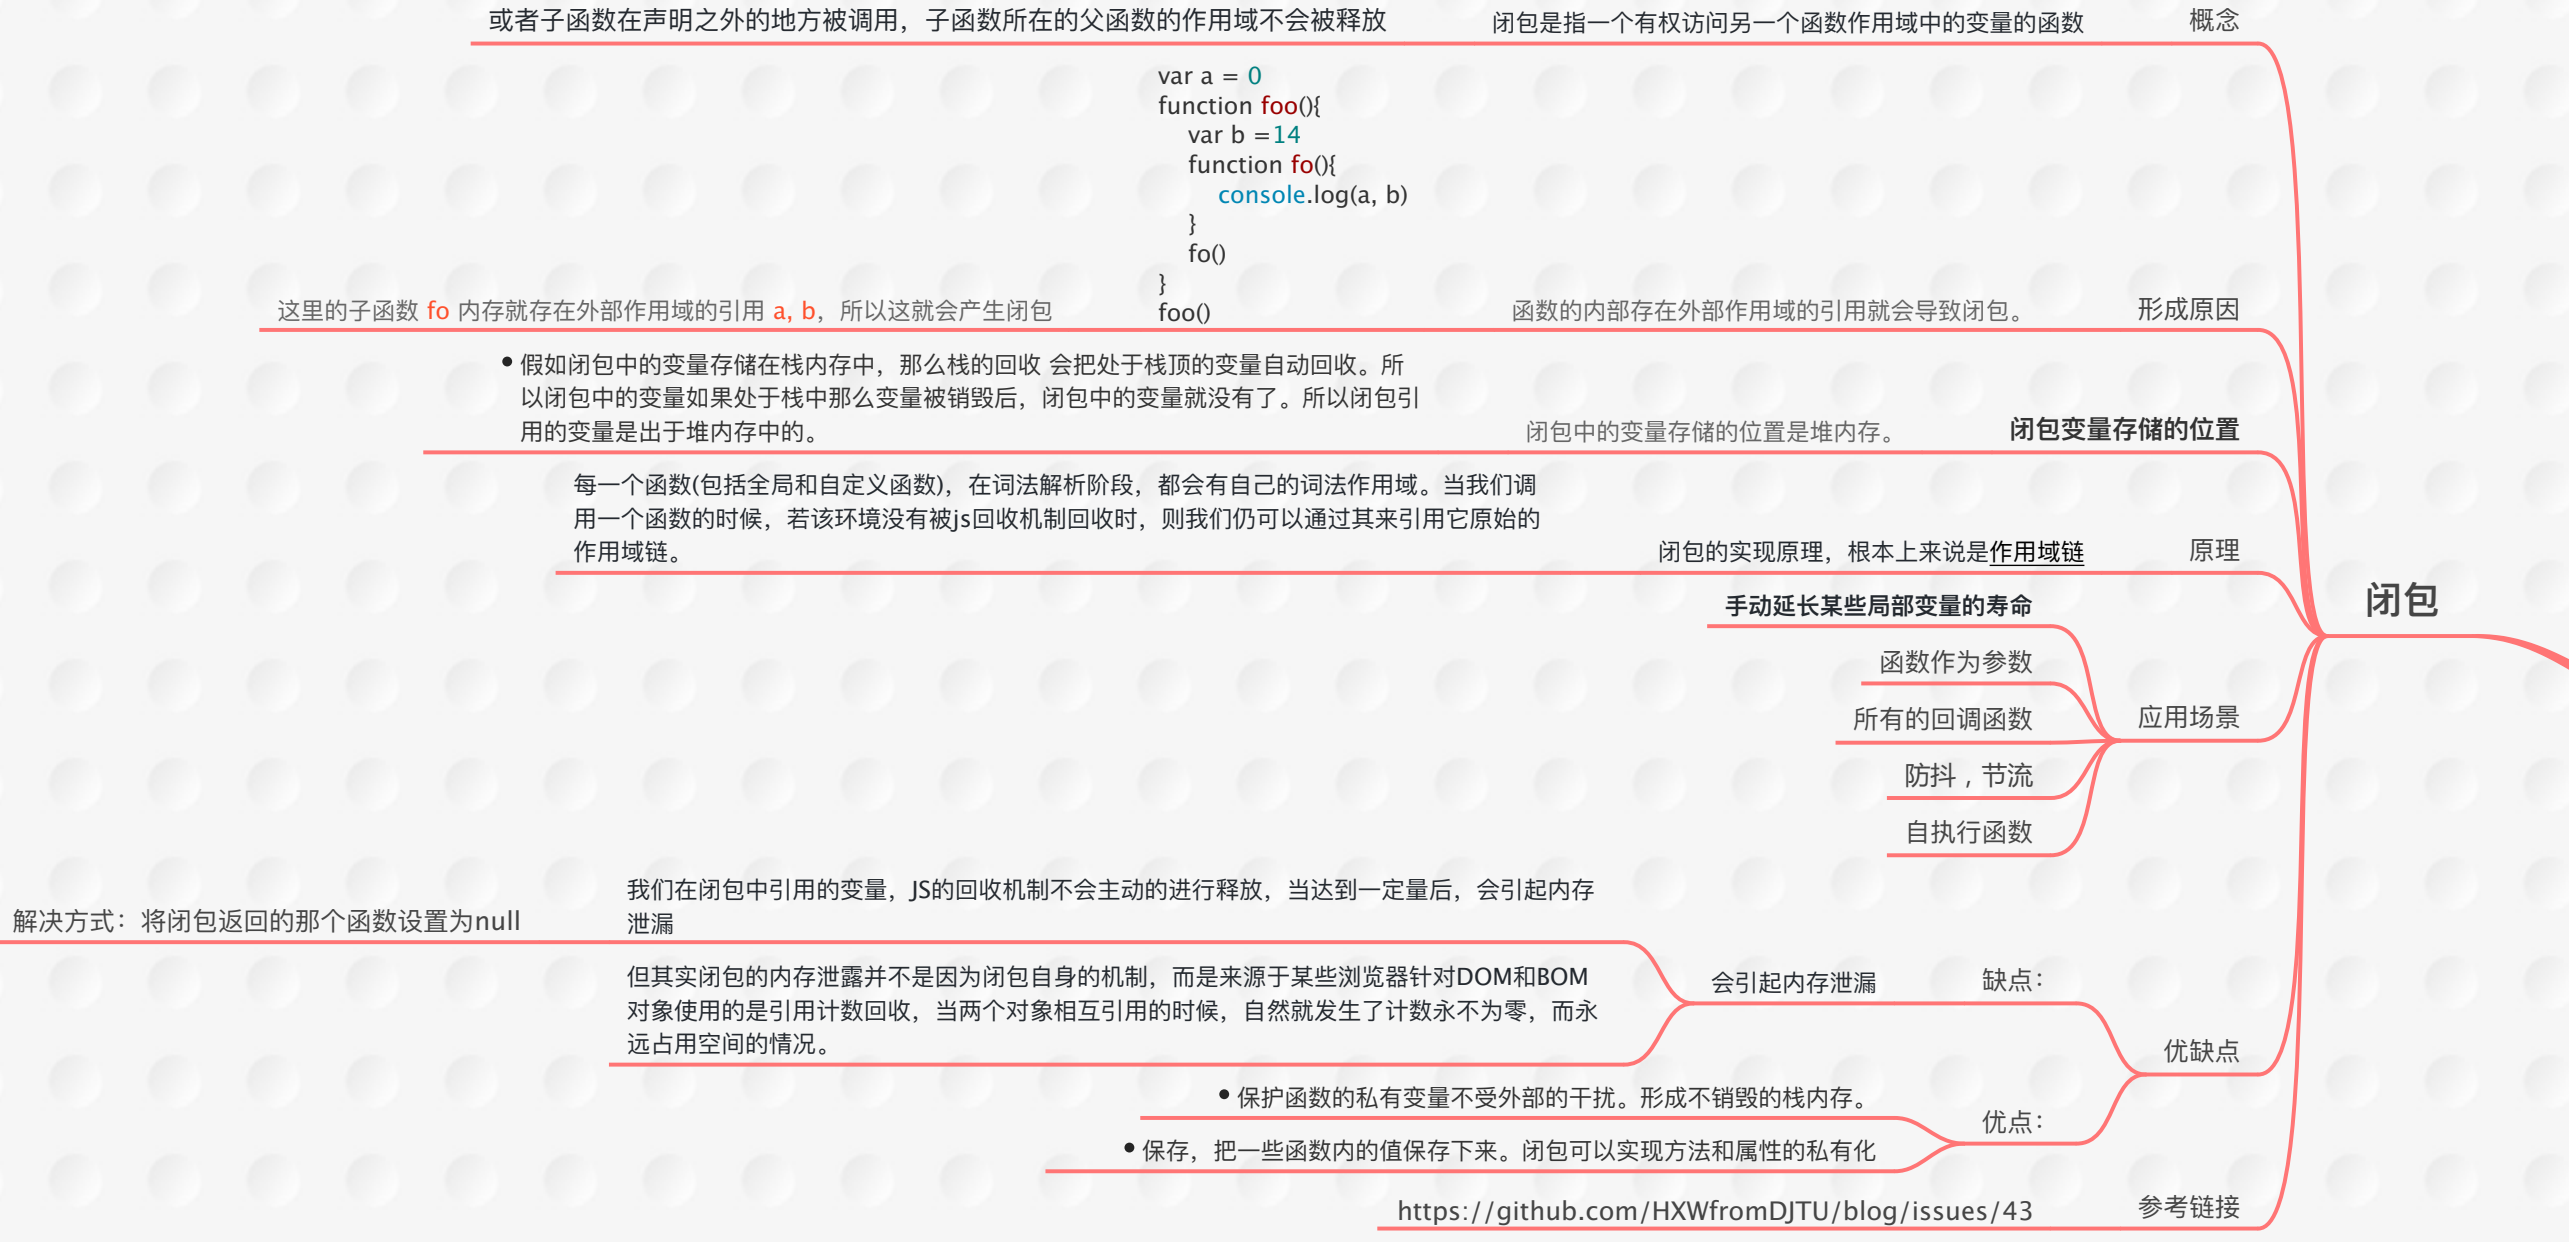 闭包
概念
闭包是指一个有权访问另一个函数作用域中的变量的函数
或者子函数在声明之外的地方被调用，子函数所在的父函数的作用域不会被释放
形成原因
函数的内部存在外部作用域的引用就会导致闭包。
var a = 0
function foo(){
var b =14
function fo(){
console.log(a, b)
}
fo()
}
foo()
这里的子函数 fo 内存就存在外部作用域的引用 a, b，所以这就会产生闭包
闭包变量存储的位置
闭包中的变量存储的位置是堆内存。
• 假如闭包中的变量存储在栈内存中，那么栈的回收 会把处于栈顶的变量自动回收。所
以闭包中的变量如果处于栈中那么变量被销毁后，闭包中的变量就没有了。所以闭包引
用的变量是出于堆内存中的。
原理
闭包的实现原理，根本上来说是作用域链
每一个函数(包括全局和自定义函数)，在词法解析阶段，都会有自己的词法作用域。当我们调
用一个函数的时候，若该环境没有被js回收机制回收时，则我们仍可以通过其来引用它原始的
作用域链。
应用场景
手动延长某些局部变量的寿命
函数作为参数
所有的回调函数
防抖，节流
自执行函数
优缺点
缺点：
会引起内存泄漏
我们在闭包中引用的变量，JS的回收机制不会主动的进行释放，当达到一定量后，会引起内存
泄漏
解决方式：将闭包返回的那个函数设置为null
但其实闭包的内存泄露并不是因为闭包自身的机制，而是来源于某些浏览器针对DOM和BOM
对象使用的是引用计数回收，当两个对象相互引用的时候，自然就发生了计数永不为零，而永
远占用空间的情况。
优点：
• 保护函数的私有变量不受外部的干扰。形成不销毁的栈内存。
• 保存，把一些函数内的值保存下来。闭包可以实现方法和属性的私有化
参考链接
https://github.com/HXWfromDJTU/blog/issues/43